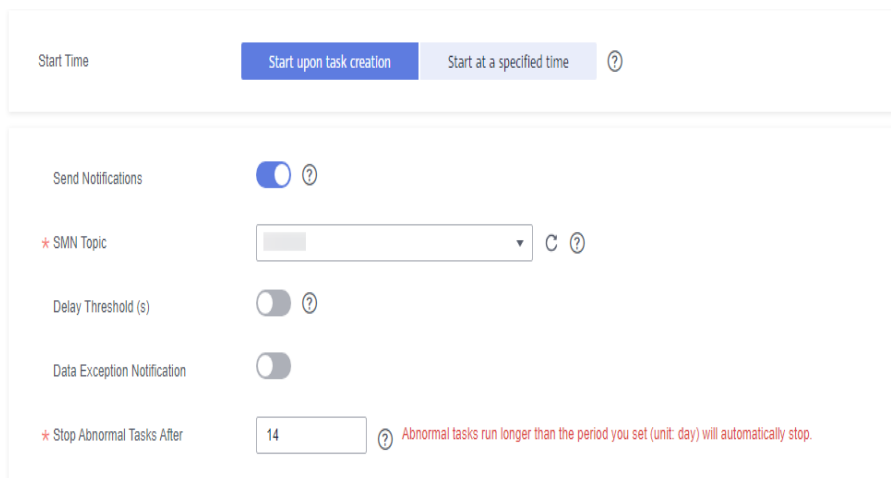 Start Time Start upon task creation Start at a specified time ?
Send Notifications ?
* SMN Topic ?
Delay Threshold (s) ?
Data Exception Notification
* Stop Abnormal Tasks After 14 ? Abnormal tasks run longer than the period you set (unit: day) will automatically stop.